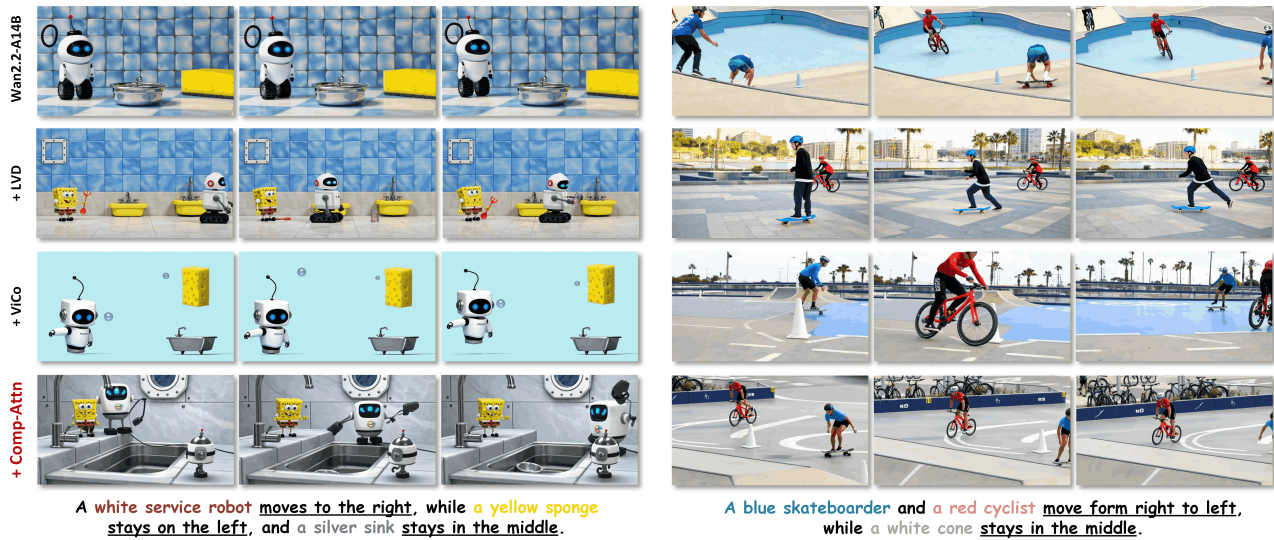 Wan2.2-A14B
+ LVD
+ ViCo
+ Comp-Attn
A white service robot moves to the right, while a yellow sponge
stays on the left, and a silver sink stays in the middle.
A blue skateboarder and a red cyclist move form right to left,
while a white cone stays in the middle.